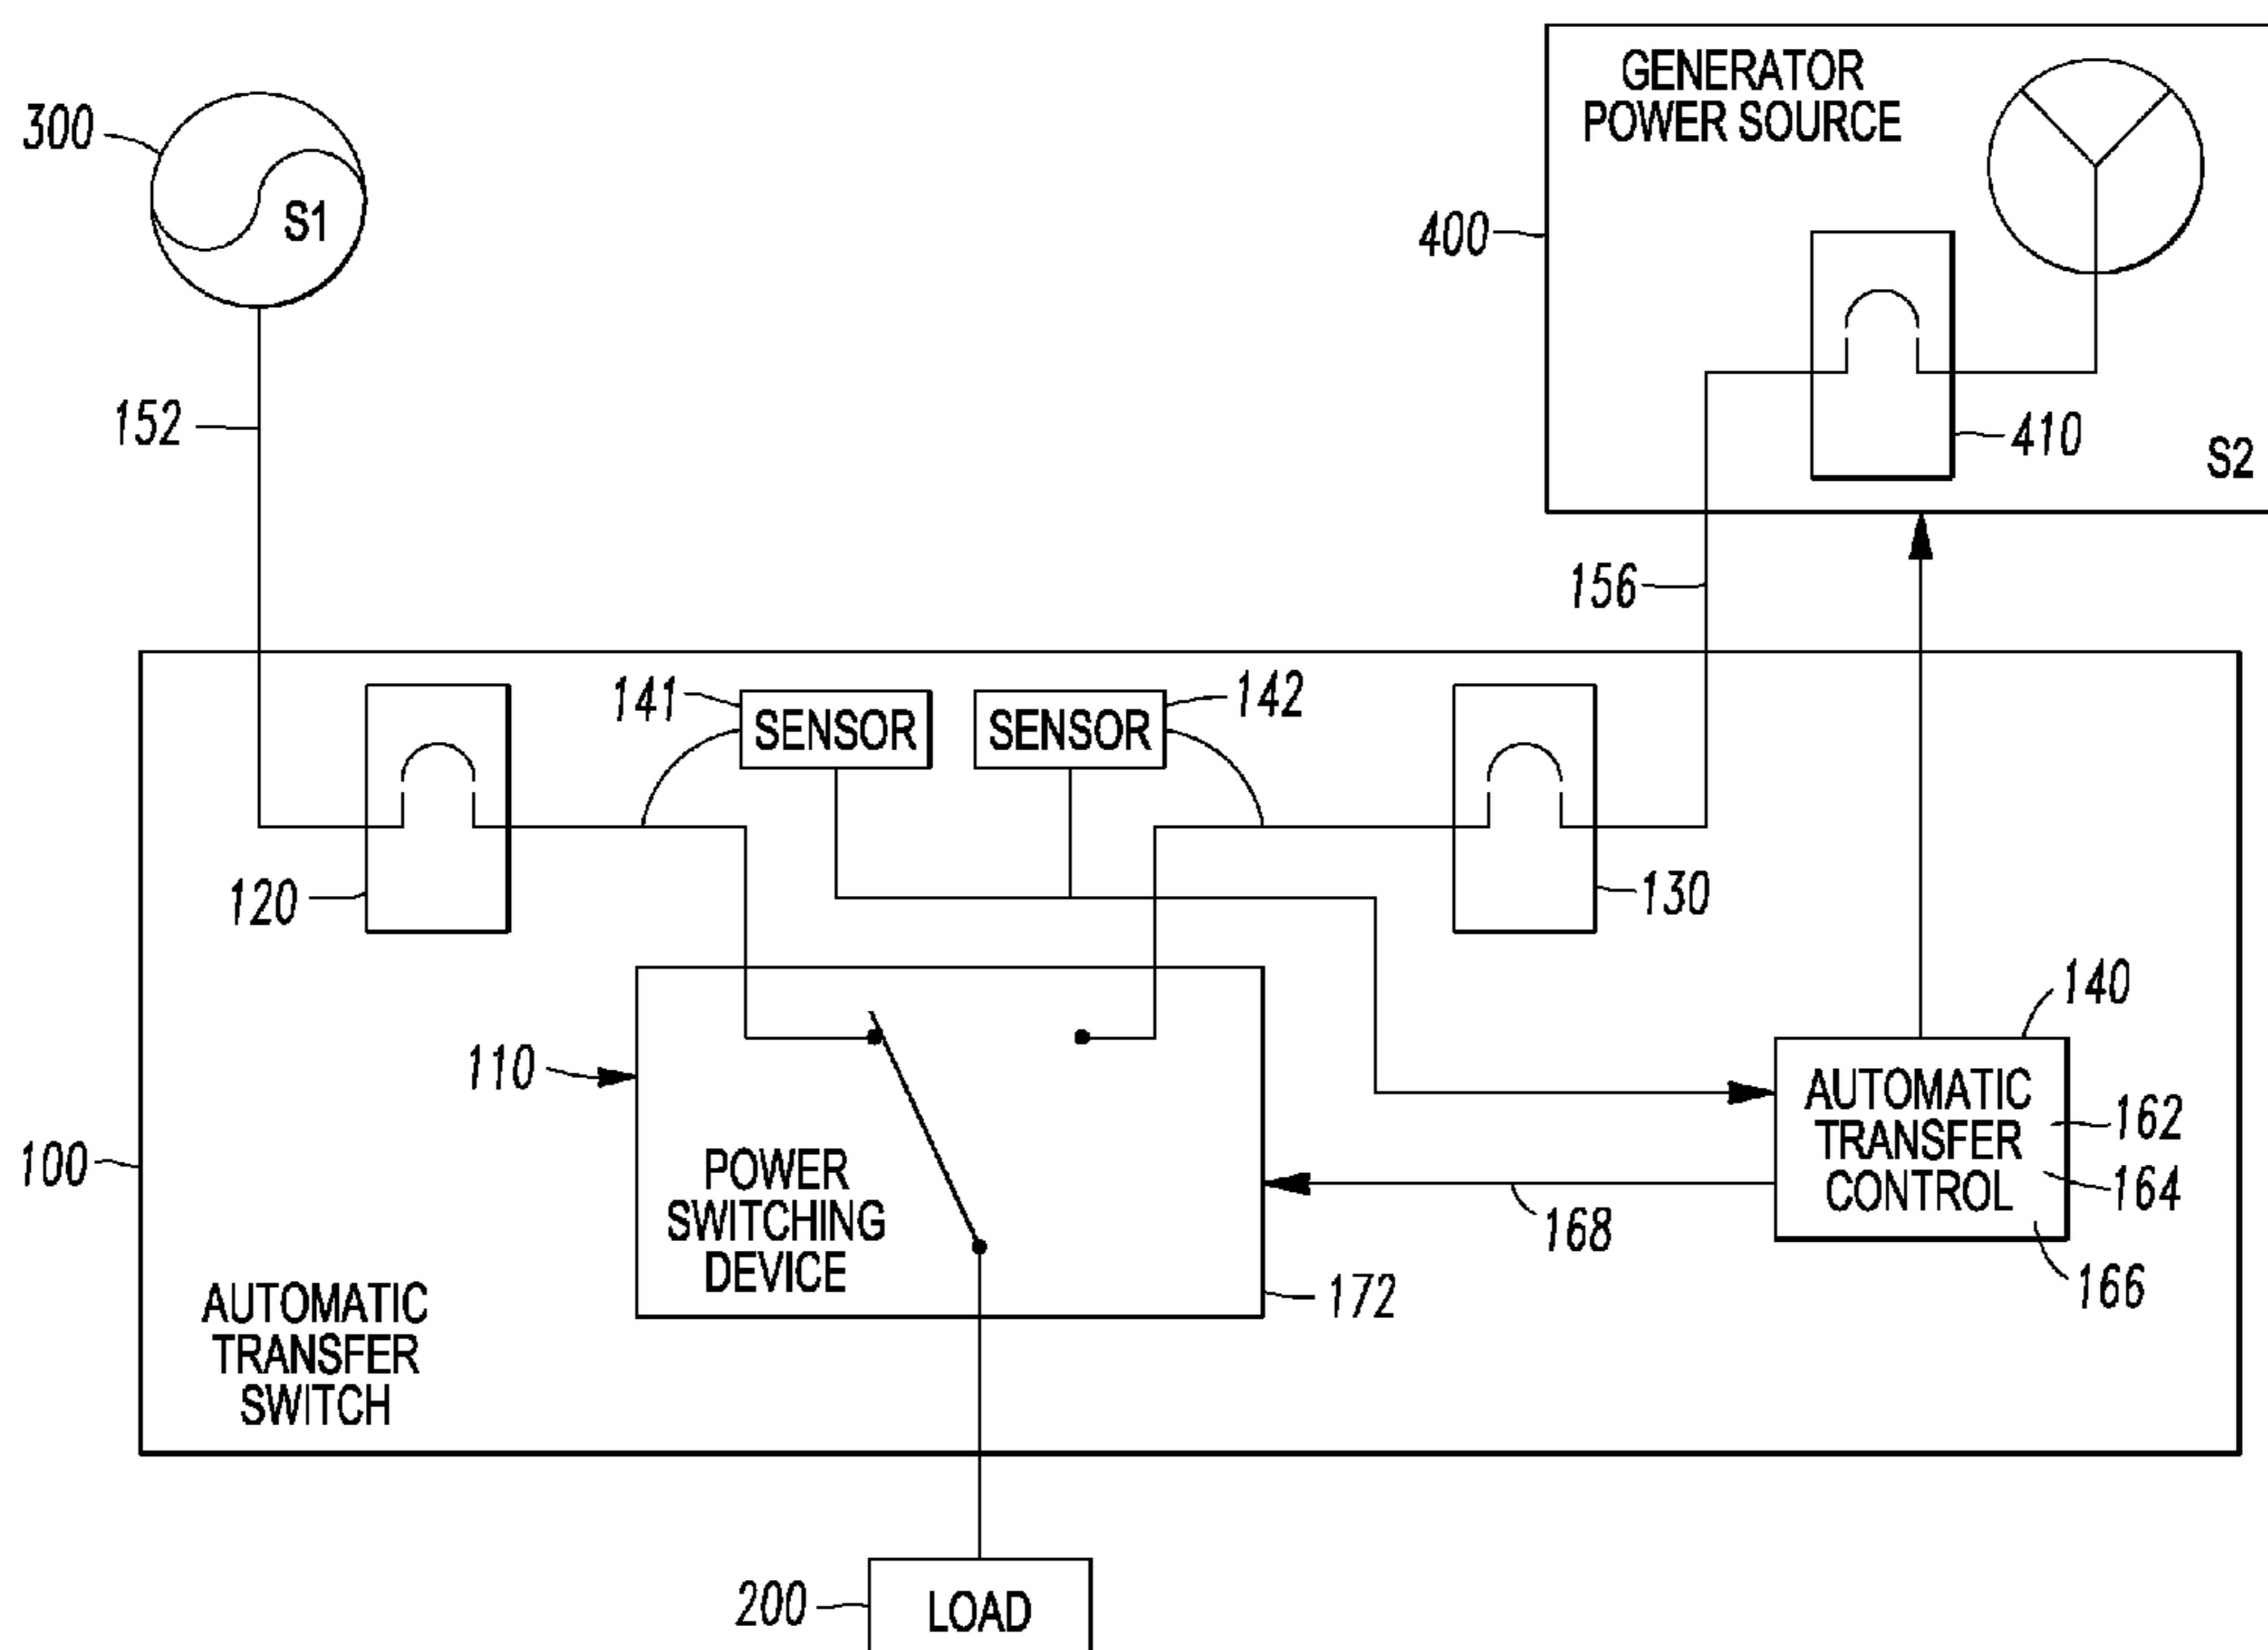 GENERATOR
POWER SOURCE
300
S1
400
152
410
S2
156
141
SENSOR
SENSOR
142
120
130
140
110
AUTOMATIC
TRANSFER
CONTROL
162
164
166
100
POWER
SWITCHING
DEVICE
168
172
AUTOMATIC
TRANSFER
SWITCH
200
LOAD